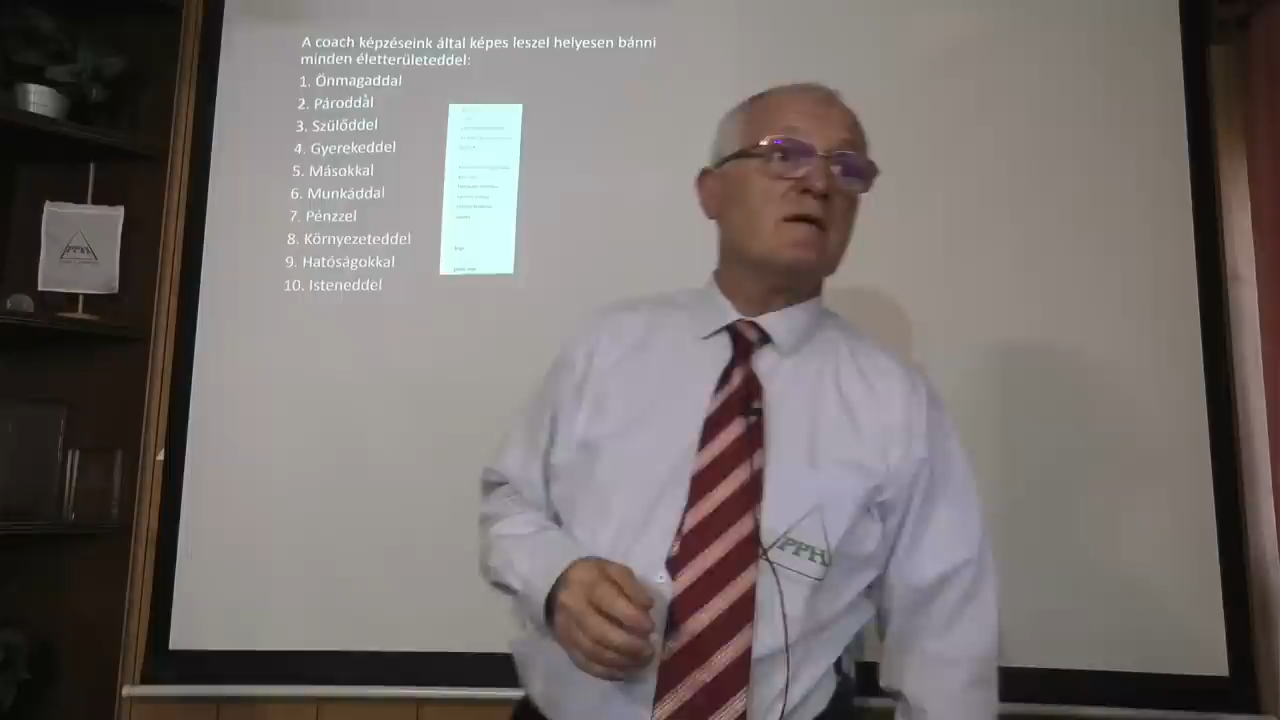 A coach képzéseink által képes leszel helyesen bánni
minden életterületeddel:
1. Önmagaddal
2. Pároddal
3. Szülőddel
4. Gyerekeddel
5. Másokkal
6. Munkáddal
7. Pénzzel
8. Környezeteddel
9. Hatóságokkal
10. Isteneddel
PPH
PPH